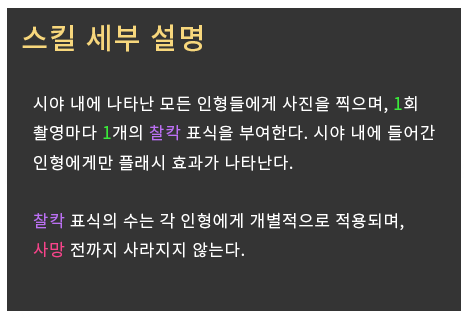 스킬 세부 설명
시야 내에 나타난 모든 인형들에게 사진을 찍으며, 1회
촬영마다 1개의 찰칵 표식을 부여한다. 시야 내에 들어간
인형에게만 플래시 효과가 나타난다.
찰칵 표식의 수는 각 인형에게 개별적으로 적용되며,
사망 전까지 사라지지 않는다.